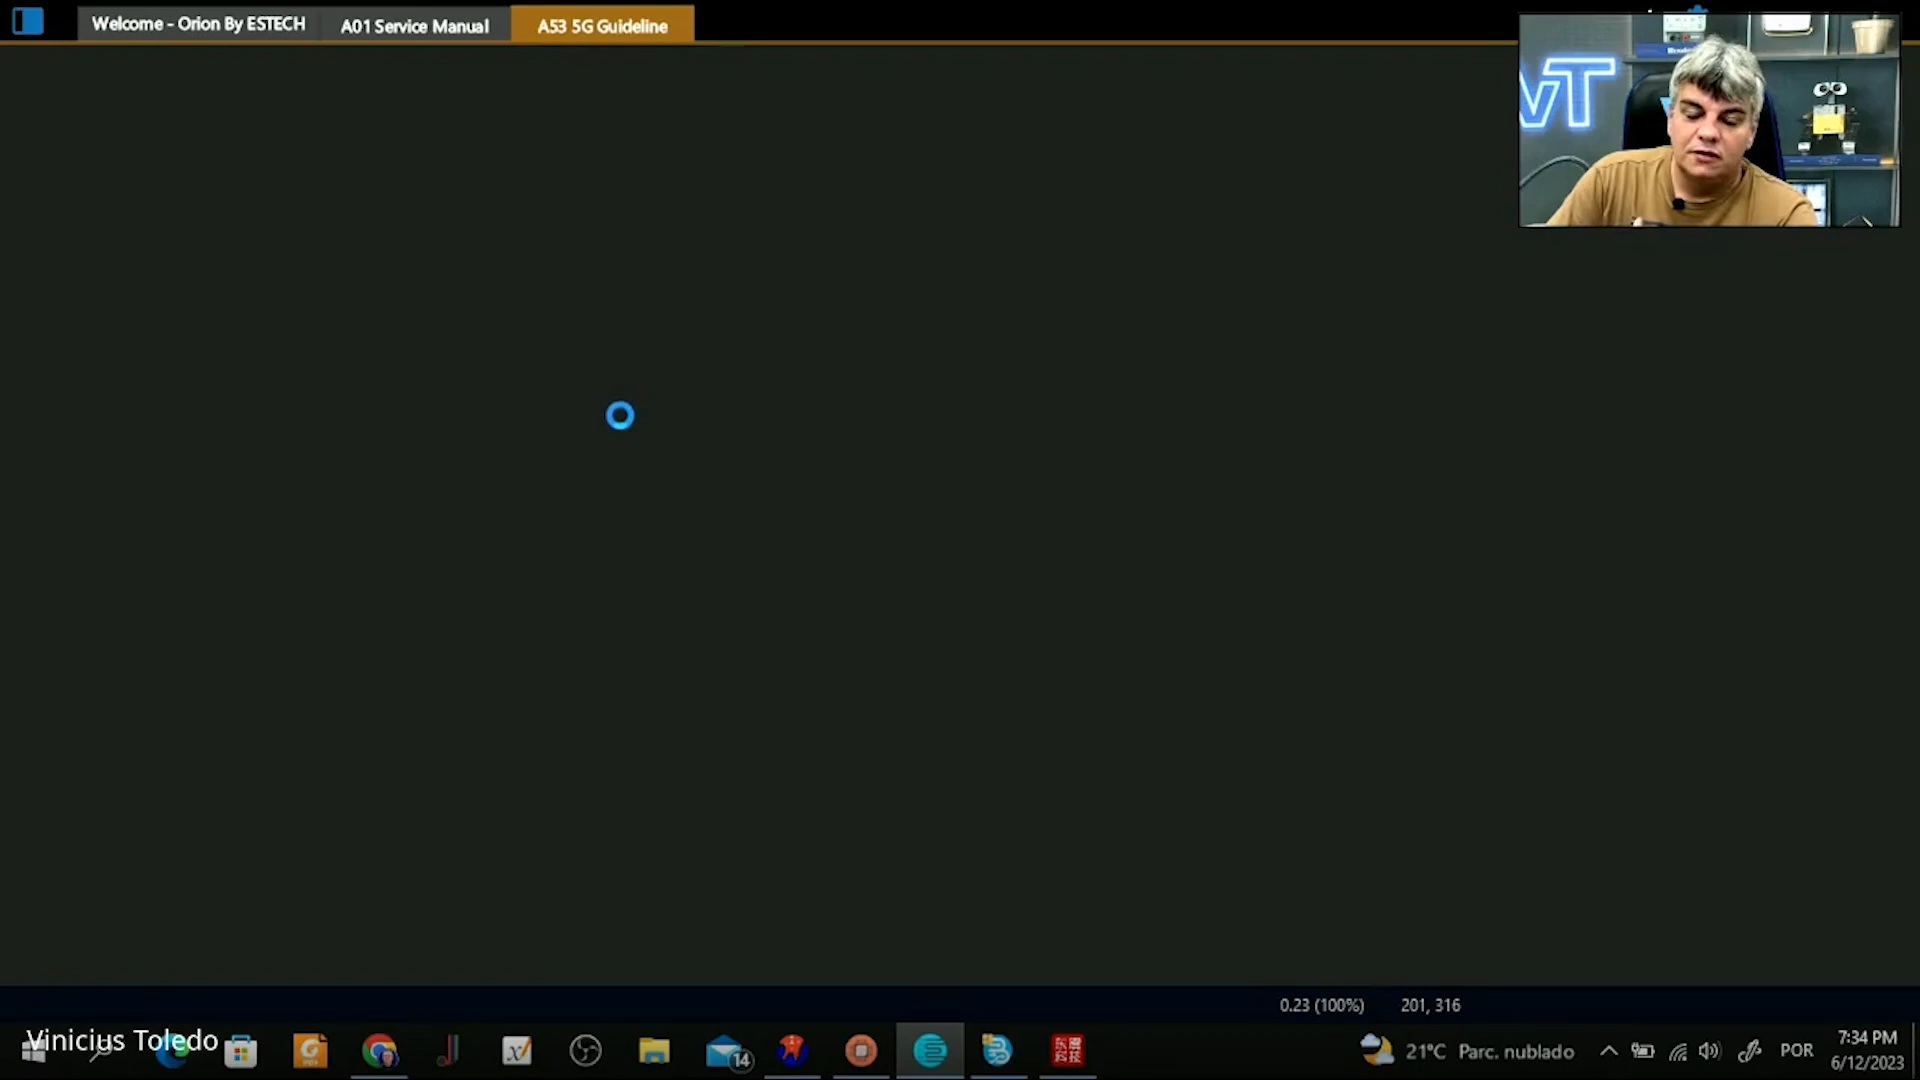 Welcome - Orion By ESTECH
A01 Service Manual
A53 5G Guideline
VT
0.23 (100%)
201, 316
Vinicius Toledo
14
21°C Parc. nublado
POR
7:34 PM
6/12/2023